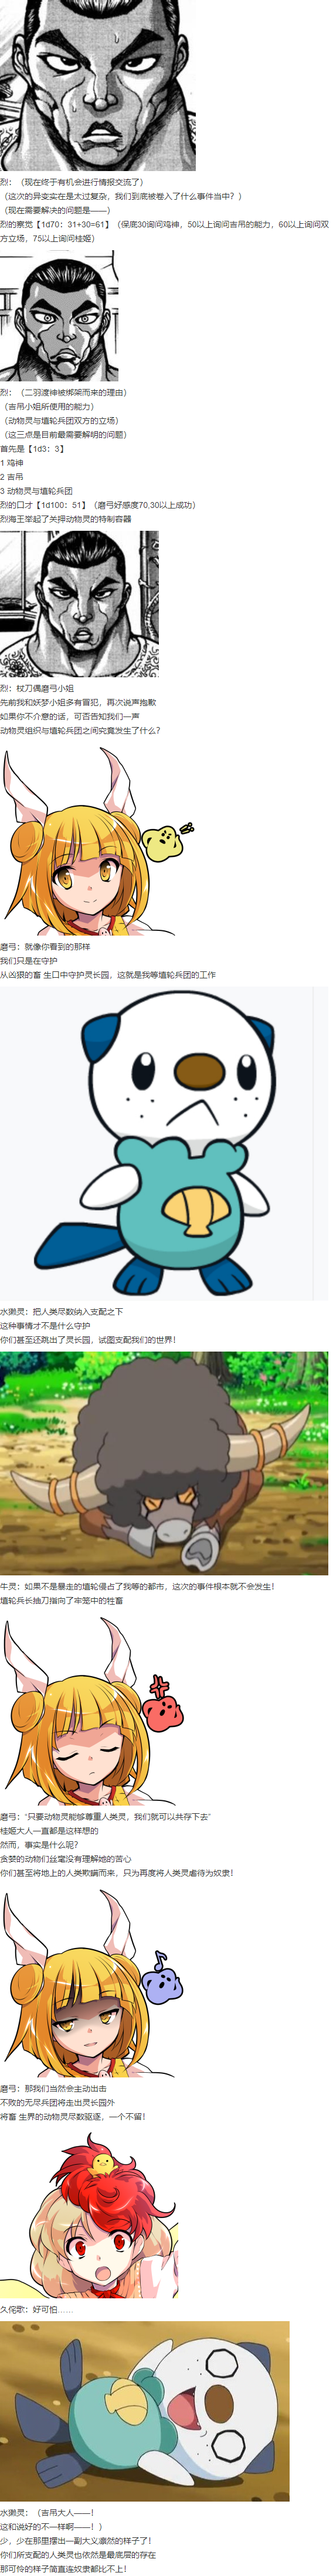 烈：（现在终于有机会进行情报交流了）
（这次的异变实在是太过复杂，我们到底被卷入了什么事件当中？）
（现在需要解决的问题是——）
烈的察觉【1d70：31+30=61】（保底30询问鸡神，50以上询问吉吊的能力，60以上询问双
方立场，75以上询问桂姬）
烈：（二羽渡神被绑架而来的理由）
（吉吊小姐所使用的能力）
（动物灵与埴轮兵团双方的立场）
（这三点是目前最需要解明的问题）
首先是【1d3：3】
1 鸡神
2 吉吊
3 动物灵与埴轮兵团
烈的口才【1d100：51】（磨弓好感度70,30以上成功）
烈海王举起了关押动物灵的特制容器
烈：杖刀偶磨弓小姐
先前我和妖梦小姐多有冒犯，再次说声抱歉
如果你不介意的话，可否告知我们一声
动物灵组织与埴轮兵团之间究竟发生了什么？
磨弓：就像你看到的那样
我们只是在守护
从凶狠的畜 生口中守护灵长园，这就是我等埴轮兵团的工作
水獭灵：把人类尽数纳入支配之下
这种事情才不是什么守护
你们甚至还跳出了灵长园，试图支配我们的世界！
牛灵：如果不是暴走的埴轮侵占了我等的都市，这次的事件根本就不会发生！
埴轮兵长抽刀指向了牢笼中的牲畜
磨弓：“只要动物灵能够尊重人类灵，我们就可以共存下去”
桂姬大人一直都是这样想的
然而，事实是什么呢？
贪婪的动物们丝毫没有理解她的苦心
你们甚至将地上的人类欺瞒而来，只为再度将人类灵虐待为奴隶！
磨弓：那我们当然会主动出击
不败的无尽兵团将走出灵长园外
将畜 生界的动物灵尽数驱逐，一个不留！
久侘歌：好可怕……
水獭灵：（吉吊大人——！
这和说好的不一样啊——！）
少，少在那里摆出一副大义凛然的样子了！
你们所支配的人类灵也依然是最底层的存在
那可怜的样子简直连奴隶都比不上！